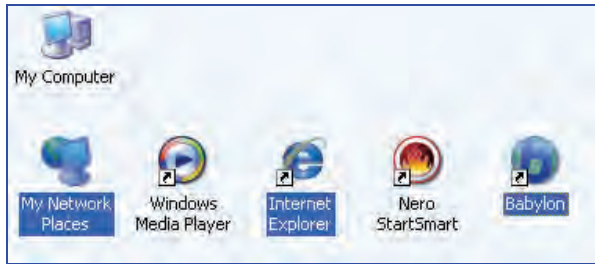 My Computer
My Network
Places
Windows
Media Player
Internet
Explorer
Nero
StartSmart
Babylon